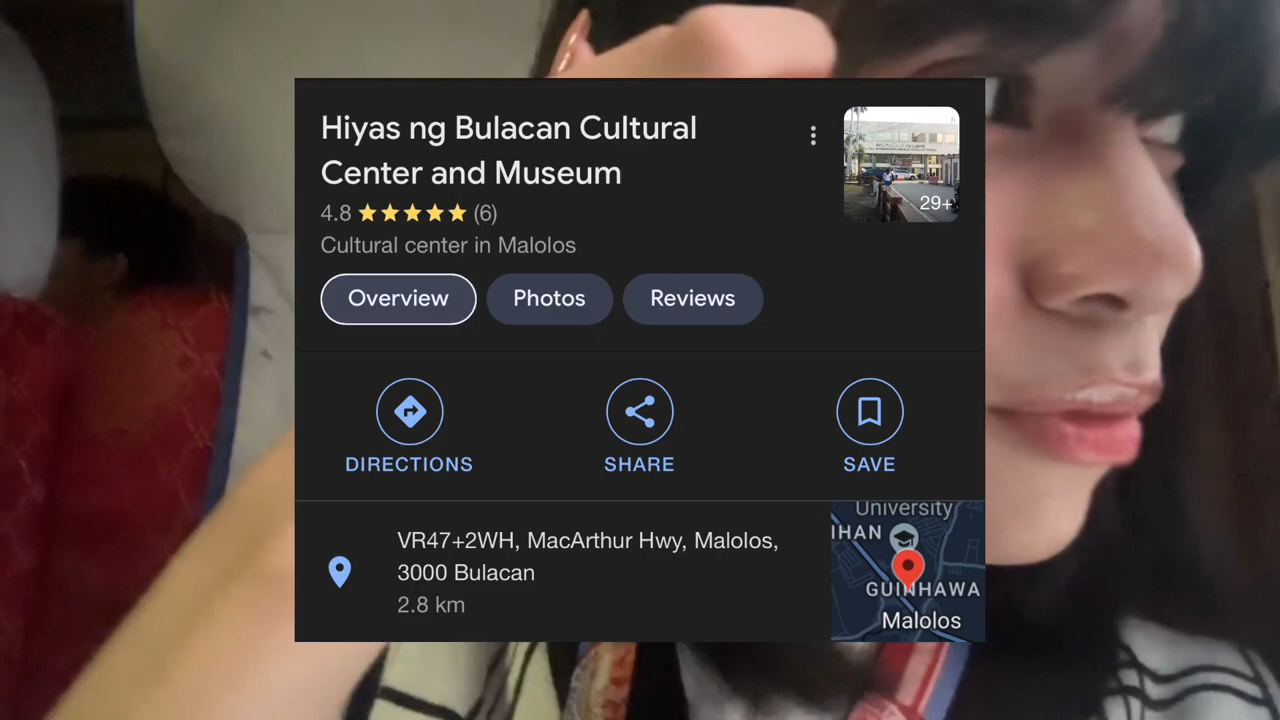 Hiyas ng Bulacan Cultural
Center and Museum
4.8 (6)
29+
Cultural center in Malolos
Overview Photos Reviews
DIRECTIONS SHARE SAVE
VR47+2WH, MacArthur Hwy, Malolos,
3000 Bulacan
2.8 km
University
IHAN
GUINHAWA
Malolos